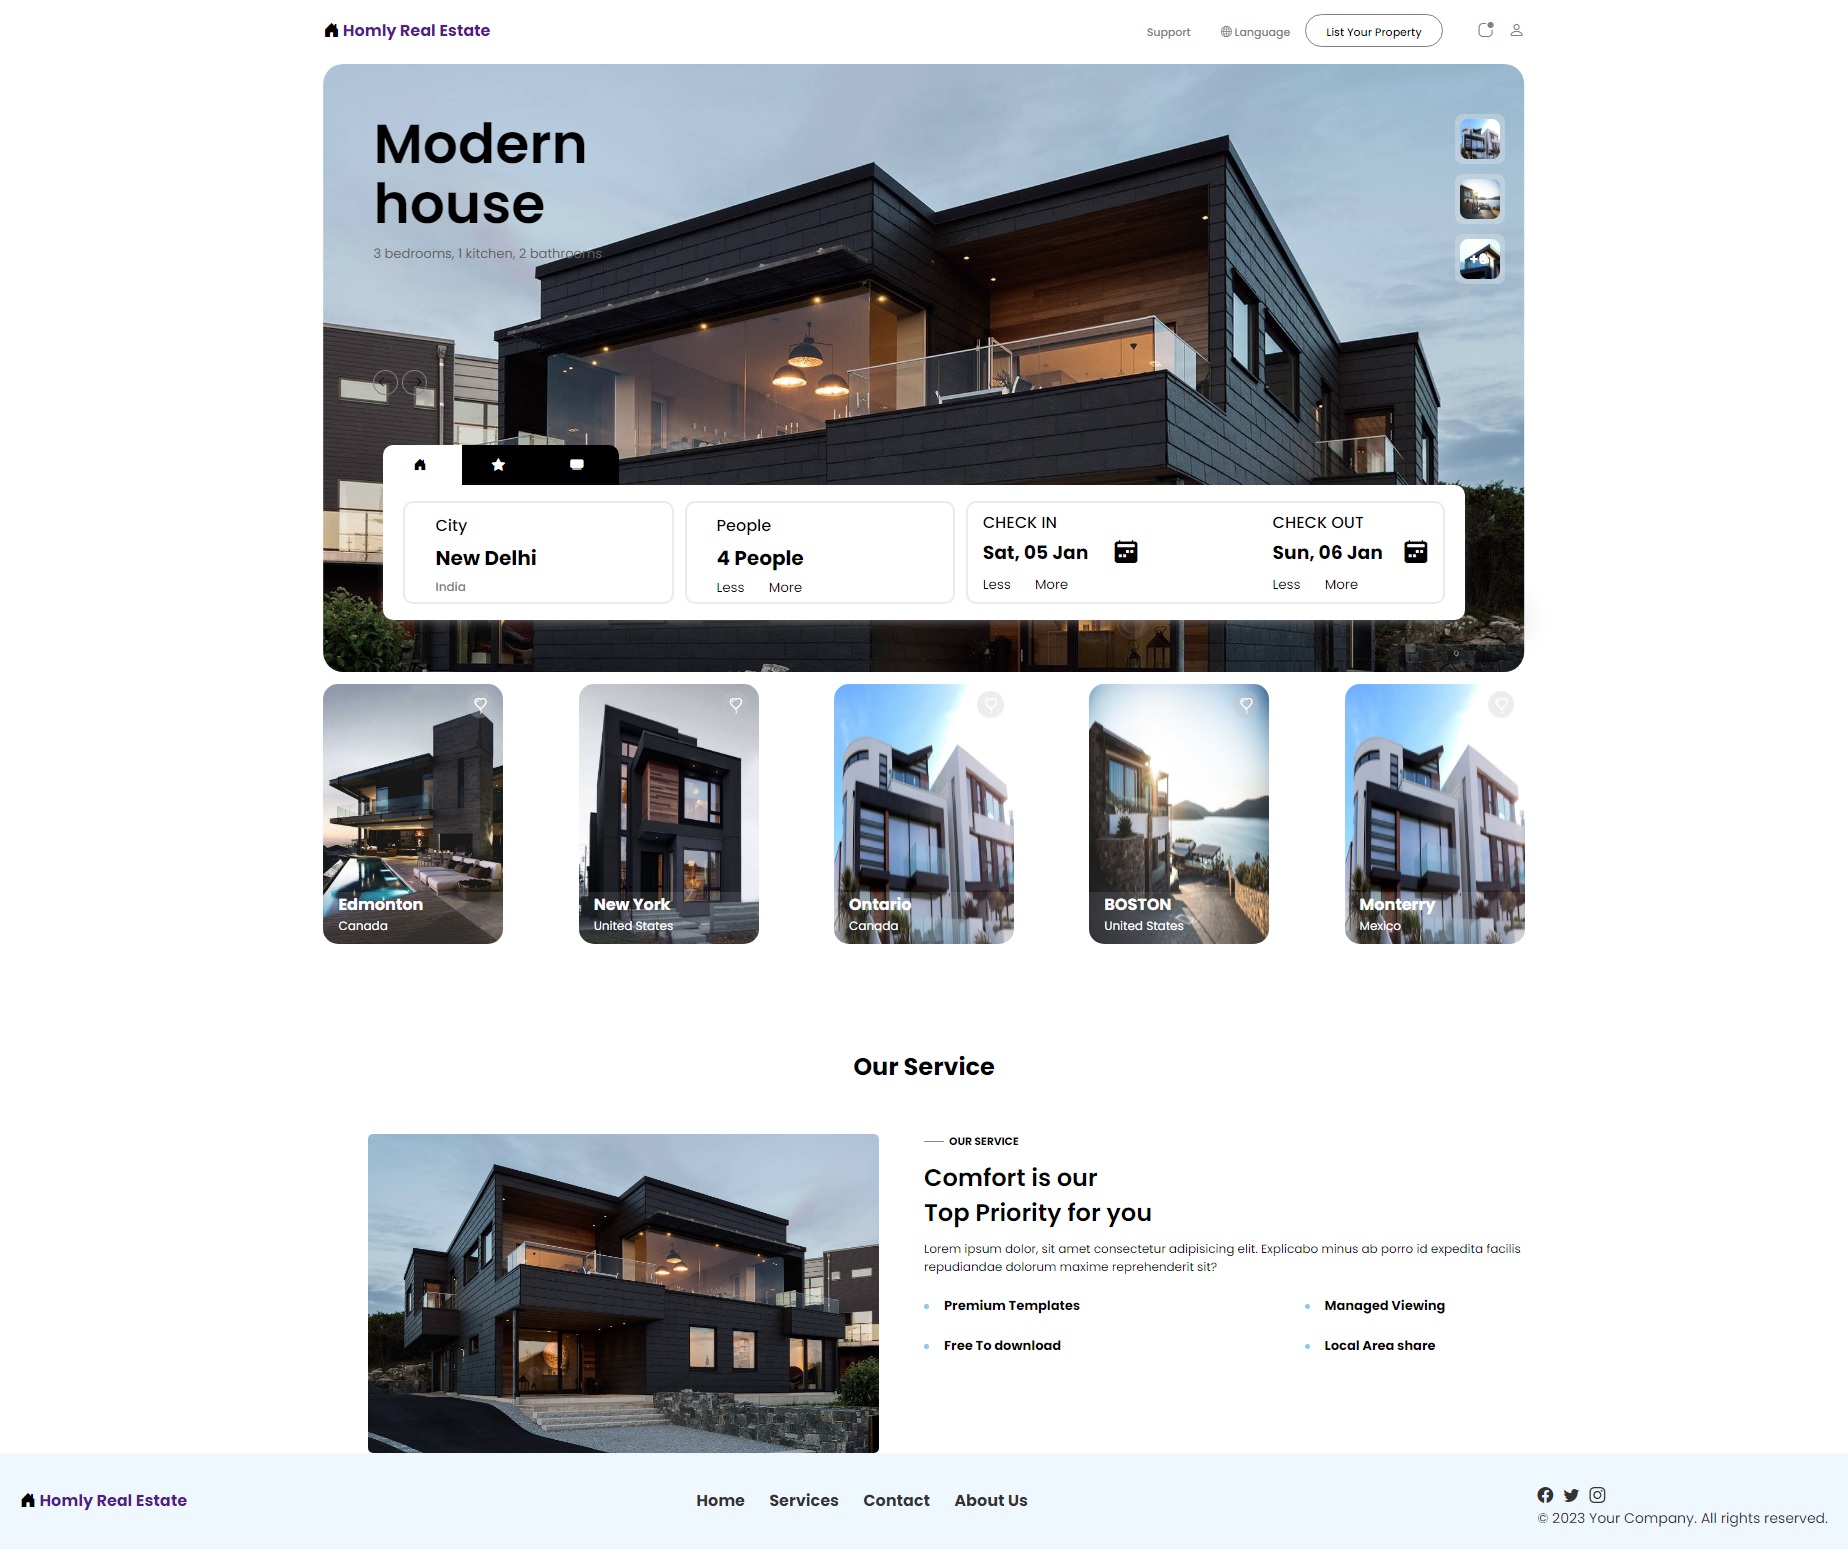 Homly Real Estate
Support
Language
List Your Property
Modern
house
3 bedrooms, 1 kitchen, 2 bathrooms
City
New Delhi
India
People
4 People
Less More
CHECK IN
Sat, 05 Jan
Less More
CHECK OUT
Sun, 06 Jan
Less More
Edmonton
Canada
New York
United States
Ontario
Canada
BOSTON
United States
Monterry
Mexico
Our Service
OUR SERVICE
Comfort is our
Top Priority for you
Lorem ipsum dolor, sit amet consectetur adipisicing elit. Explicabo minus ab porro id expedita facilis
repudiandae dolorum maxime reprehenderit sit?
Premium Templates
Managed Viewing
Free To download
Local Area share
Homly Real Estate
Home Services Contact About Us
© 2023 Your Company. All rights reserved.